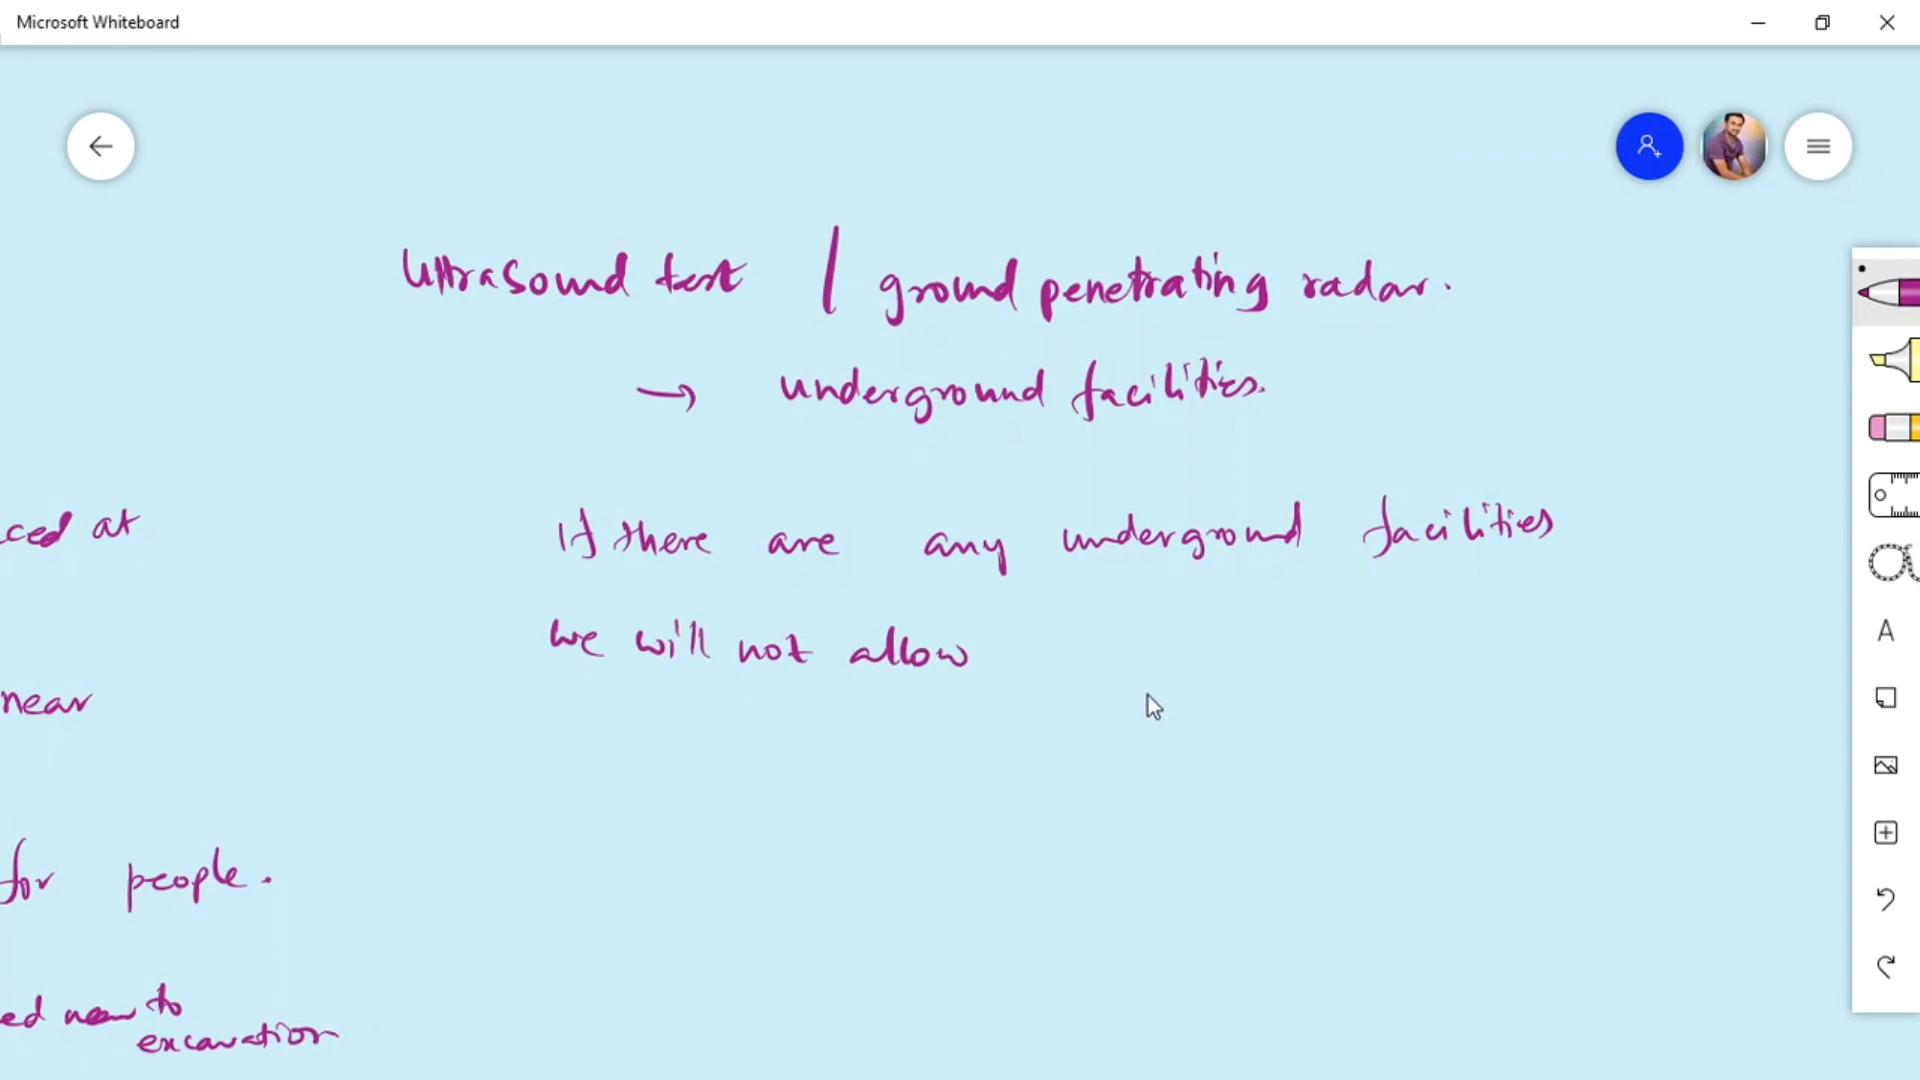 Microsoft Whiteboard
Ultrasound test / ground penetrating radar.
→ underground facilities.
ced at
If there are any underground facilities
we will not allow
near
for people.
ed near to
excavation
A